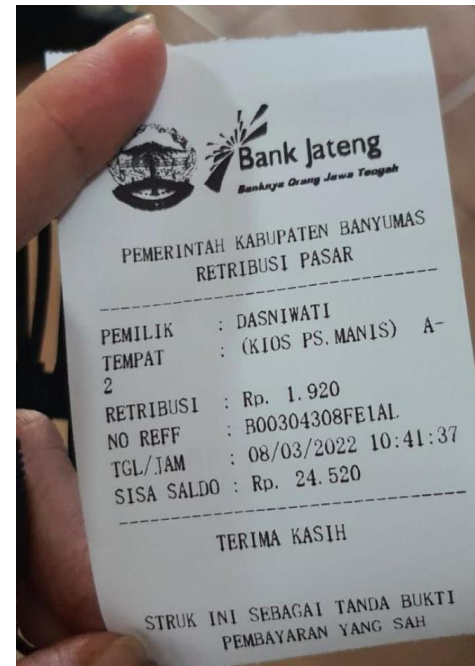 Bank Jateng
Banknya Orang Jawa Tengah
PEMERINTAH KABUPATEN BANYUMAS
RETRIBUSI PASAR
PEMILIK : DASNIWATI
TEMPAT : (KIOS PS.MANIS) A-
2
RETRIBUSI : Rp. 1.920
NO REFF : B00304308FE1AL
TGL/JAM : 08/03/2022 10:41:37
SISA SALDO : Rp. 24.520
TERIMA KASIH
STRUK INI SEBAGAI TANDA BUKTI
PEMBAYARAN YANG SAH